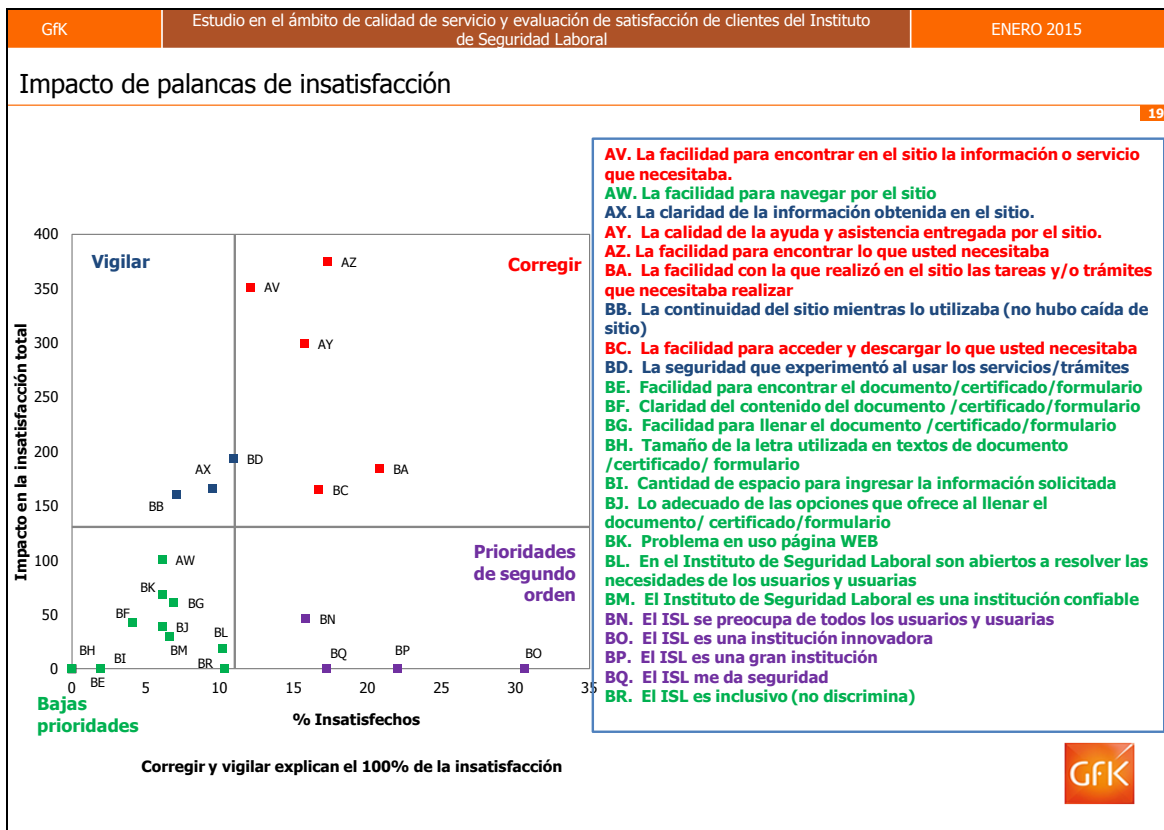 GfK
Estudio en el ámbito de calidad de servicio y evaluación de satisfacción de clientes del Instituto
de Seguridad Laboral
ENERO 2015
Impacto de palancas de insatisfacción
19
Impacto en la insatisfacción total
400
350
300
250
200
150
100
50
0
Vigilar
Corregir
AZ
AV
AY
BD
AX
BA
BC
BB
AW
BK
BG
BF
BJ
BL
BM
BH
BI
BE
BR
Prioridades
de segundo
orden
BN
BQ
BP
BO
0
5
10
15
20
25
30
35
Bajas
prioridades
% Insatisfechos
Corregir y vigilar explican el 100% de la insatisfacción
AV. La facilidad para encontrar en el sitio la información o servicio
que necesitaba.
AW. La facilidad para navegar por el sitio
AX. La claridad de la información obtenida en el sitio.
AY. La calidad de la ayuda y asistencia entregada por el sitio.
AZ. La facilidad para encontrar lo que usted necesitaba
BA. La facilidad con la que realizó en el sitio las tareas y/o trámites
que necesitaba realizar
BB. La continuidad del sitio mientras lo utilizaba (no hubo caída de
sitio)
BC. La facilidad para acceder y descargar lo que usted necesitaba
BD. La seguridad que experimentó al usar los servicios/trámites
BE. Facilidad para encontrar el documento/certificado/formulario
BF. Claridad del contenido del documento /certificado/formulario
BG. Facilidad para llenar el documento /certificado/formulario
BH. Tamaño de la letra utilizada en textos de documento
/certificado/ formulario
BI. Cantidad de espacio para ingresar la información solicitada
BJ. Lo adecuado de las opciones que ofrece al llenar el
documento/ certificado/formulario
BK. Problema en uso página WEB
BL. En el Instituto de Seguridad Laboral son abiertos a resolver las
necesidades de los usuarios y usuarias
BM. El Instituto de Seguridad Laboral es una institución confiable
BN. El ISL se preocupa de todos los usuarios y usuarias
BO. El ISL es una institución innovadora
BP. El ISL es una gran institución
BQ. El ISL me da seguridad
BR. El ISL es inclusivo (no discrimina)
GfK